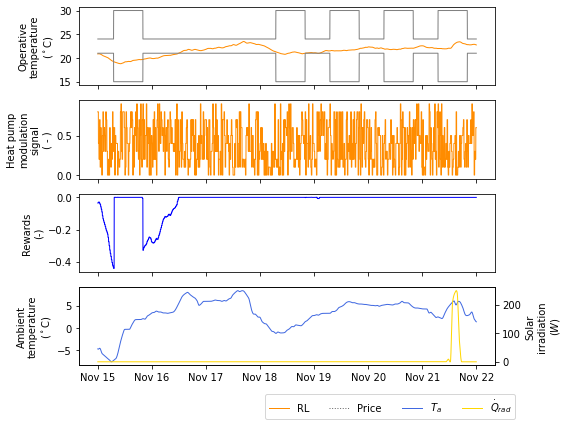 Operative
temperature
(°C)
30
25
20
15
Heat pump
modulation
signal
( - )
0.5
0.0
Rewards
(-)
0.0
−0.2
−0.4
Ambient
temperature
(°C)
5
0
−5
200
100
0
Solar
irradiation
(W)
Nov 15 Nov 16 Nov 17 Nov 18 Nov 19 Nov 20 Nov 21 Nov 22
RL Price Tₐ Q̇rad